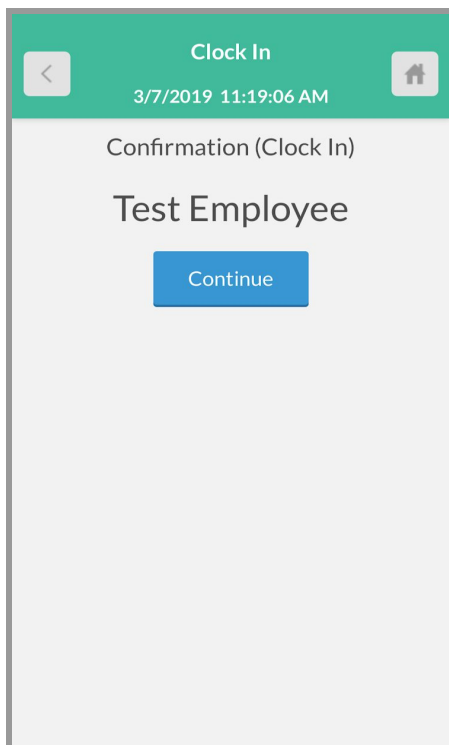 Clock In
3/7/2019 11:19:06 AM
Confirmation (Clock In)
Test Employee
Continue